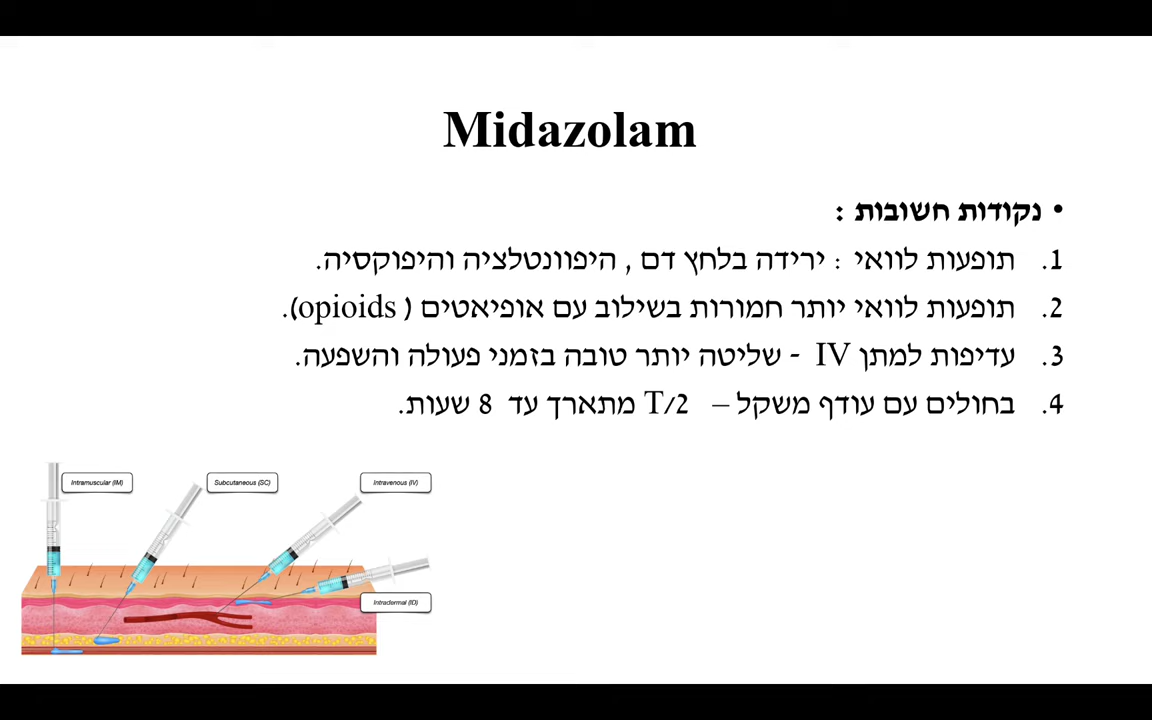 Midazolam
• נקודות חשובות :
1. תופעות לוואי : ירידה בלחץ דם , היפוונטלציה והיפוקסיה.
2. תופעות לוואי יותר חמורות בשילוב עם אופיאטים ( opioids).
3. עדיפות למתן IV - שליטה יותר טובה בזמני פעולה והשפעה.
4. בחולים עם עודף משקל – T/2 מתארך עד 8 שעות.
Intramuscular (IM)
Subcutaneous (SC)
Intravenous (IV)
Intradermal (ID)